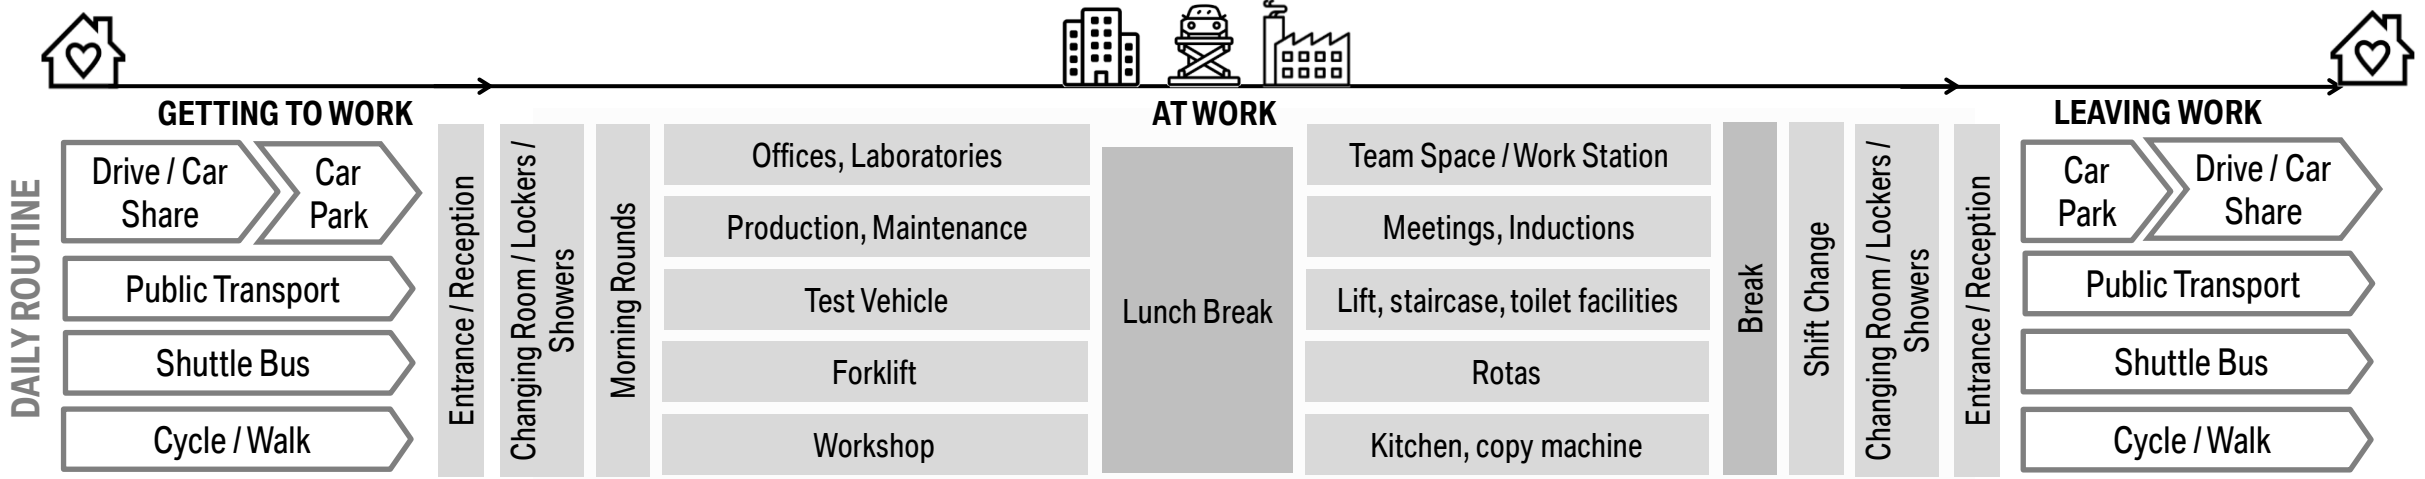 GETTING TO WORK
AT WORK
LEAVING WORK
DAILY ROUTINE
Drive / Car
Share
Car
Park
Public Transport
Shuttle Bus
Cycle / Walk
Entrance / Reception
Changing Room / Lockers /
Showers
Morning Rounds
Offices, Laboratories
Production, Maintenance
Test Vehicle
Forklift
Workshop
Lunch Break
Team Space / Work Station
Meetings, Inductions
Lift, staircase, toilet facilities
Rotas
Kitchen, copy machine
Break
Shift Change
Changing Room / Lockers /
Showers
Entrance / Reception
Car
Park
Drive / Car
Share
Public Transport
Shuttle Bus
Cycle / Walk